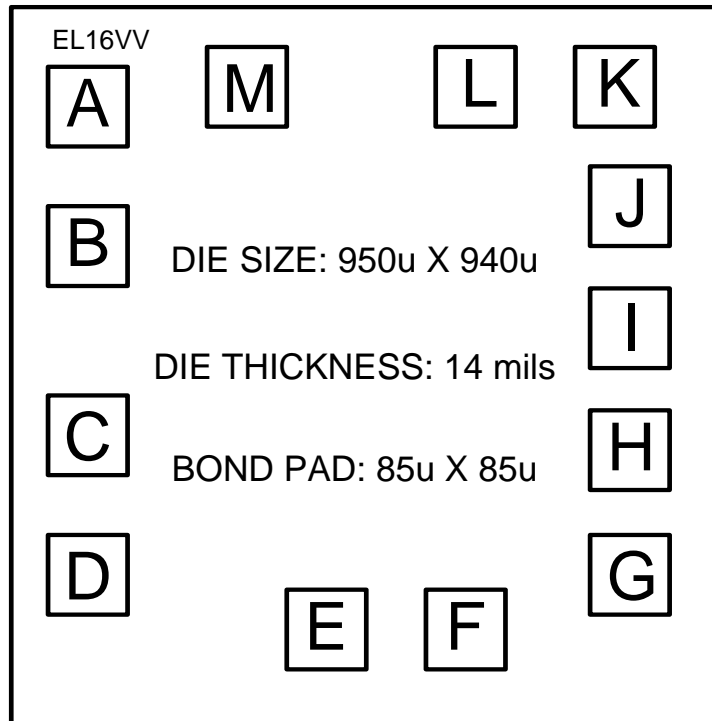 EL16VV
A M L K
B J
DIE SIZE: 950u X 940u
I
DIE THICKNESS: 14 mils
C H
BOND PAD: 85u X 85u
D G
E F